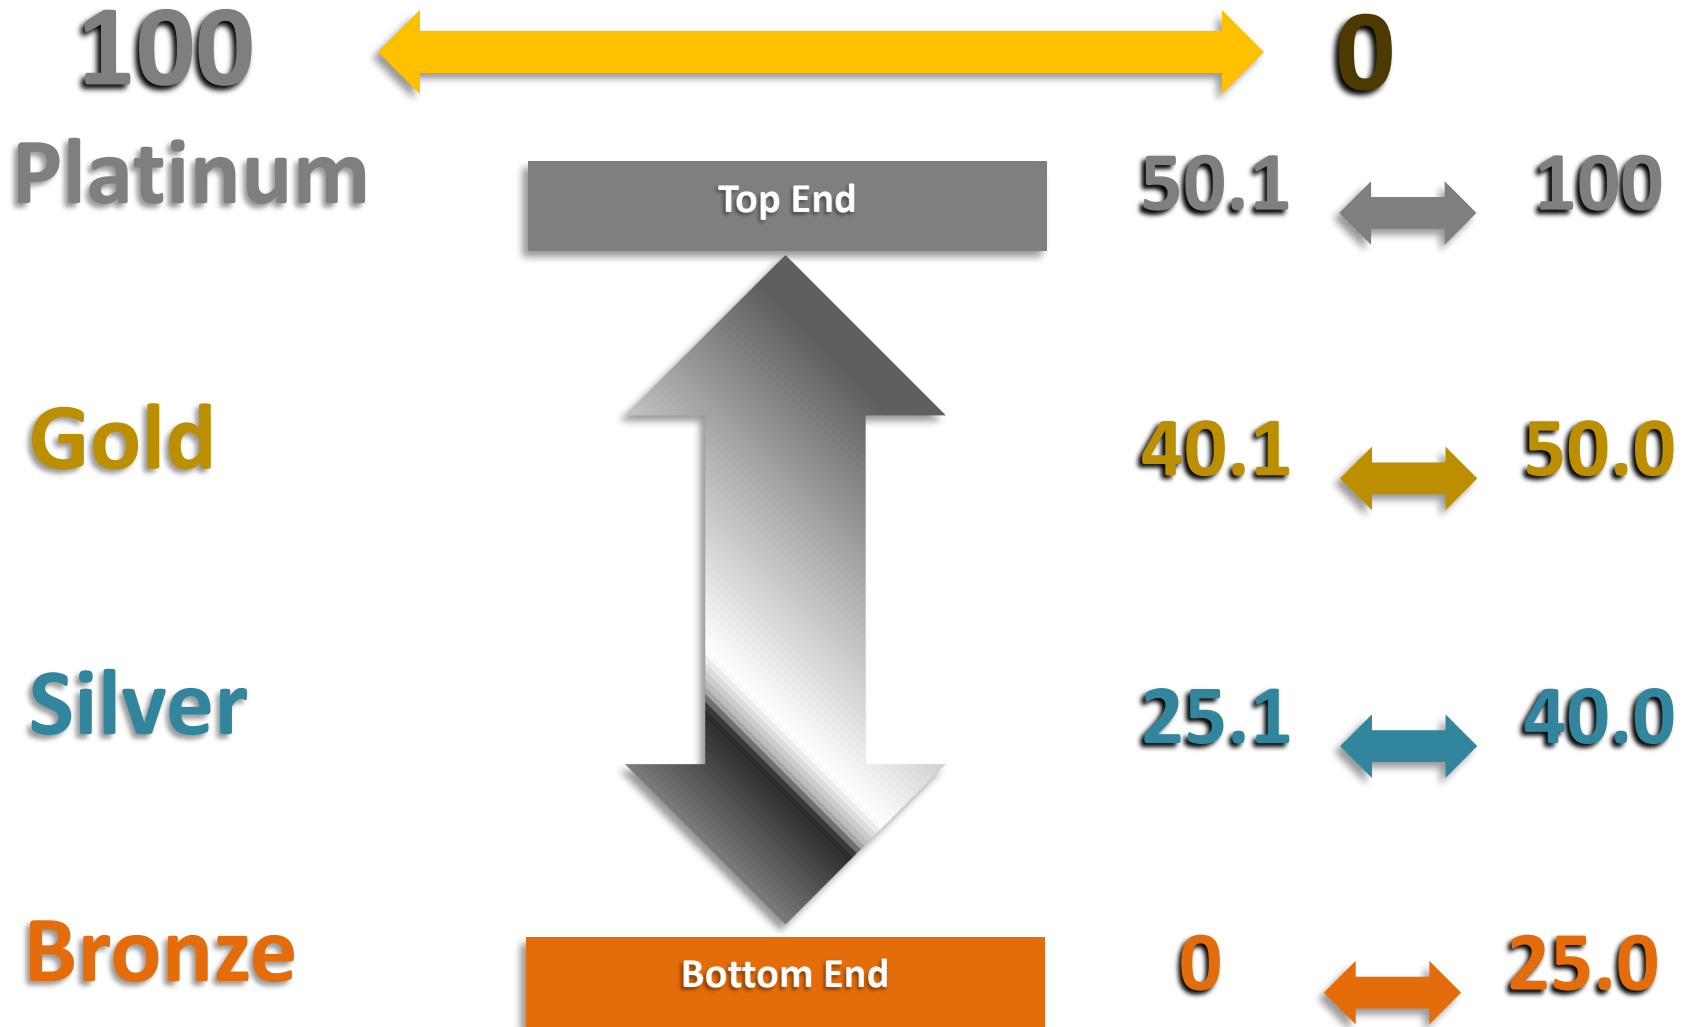 100 0
Platinum Top End 50.1 100
Gold 40.1 50.0
Silver 25.1 40.0
Bronze Bottom End 0 25.0